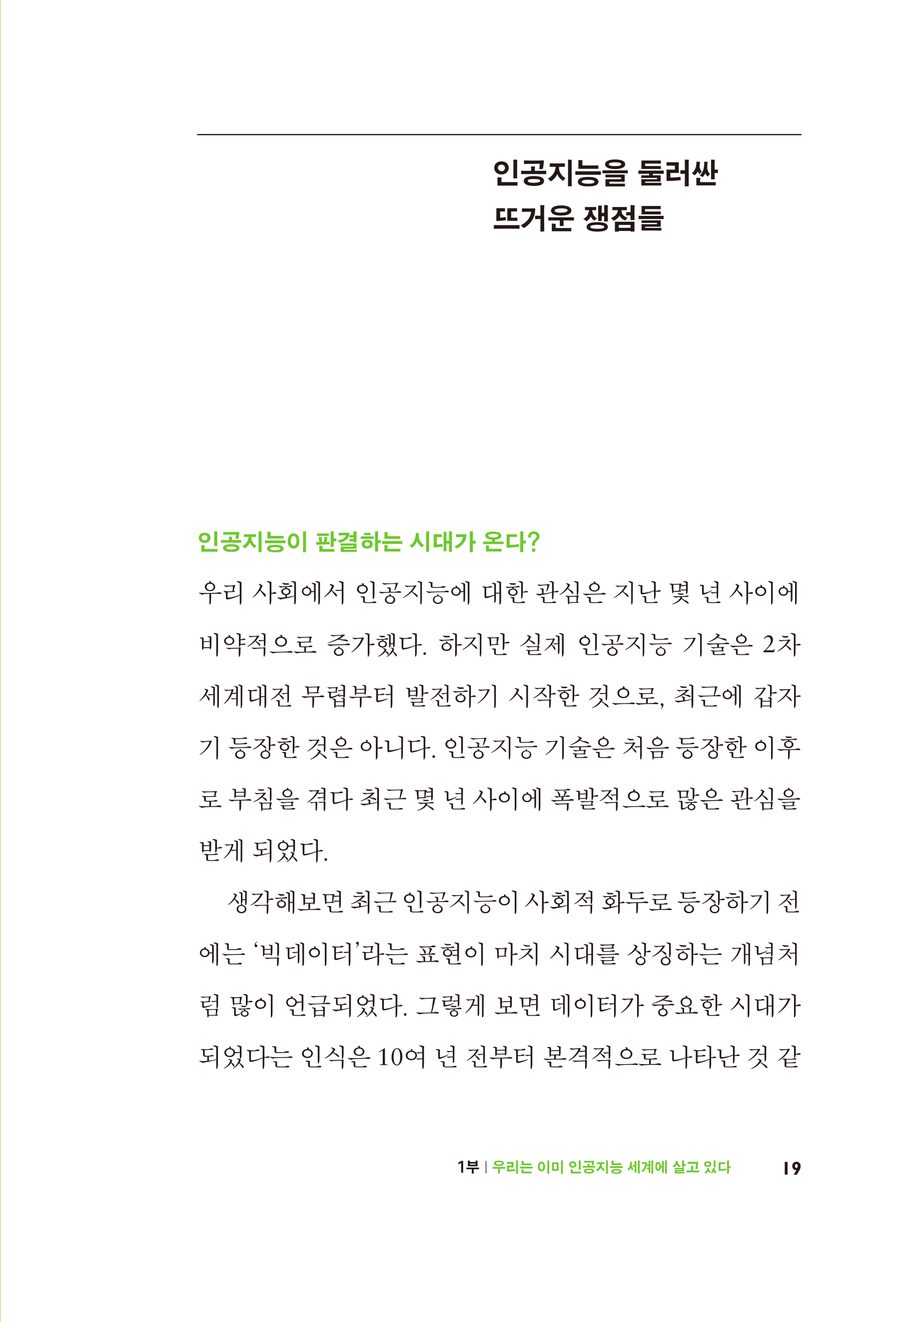 인공지능을 둘러싼
뜨거운 쟁점들
인공지능이 판결하는 시대가 온다?
우리 사회에서 인공지능에 대한 관심은 지난 몇 년 사이에
비약적으로 증가했다. 하지만 실제 인공지능 기술은 2차
세계대전 무렵부터 발전하기 시작한 것으로, 최근에 갑자
기 등장한 것은 아니다. 인공지능 기술은 처음 등장한 이후
로 부침을 겪다 최근 몇 년 사이에 폭발적으로 많은 관심을
받게 되었다.
생각해보면 최근 인공지능이 사회적 화두로 등장하기 전
에는 ‘빅데이터’라는 표현이 마치 시대를 상징하는 개념처
럼 많이 언급되었다. 그렇게 보면 데이터가 중요한 시대가
되었다는 인식은 10여 년 전부터 본격적으로 나타난 것 같
1부 | 우리는 이미 인공지능 세계에 살고 있다 19